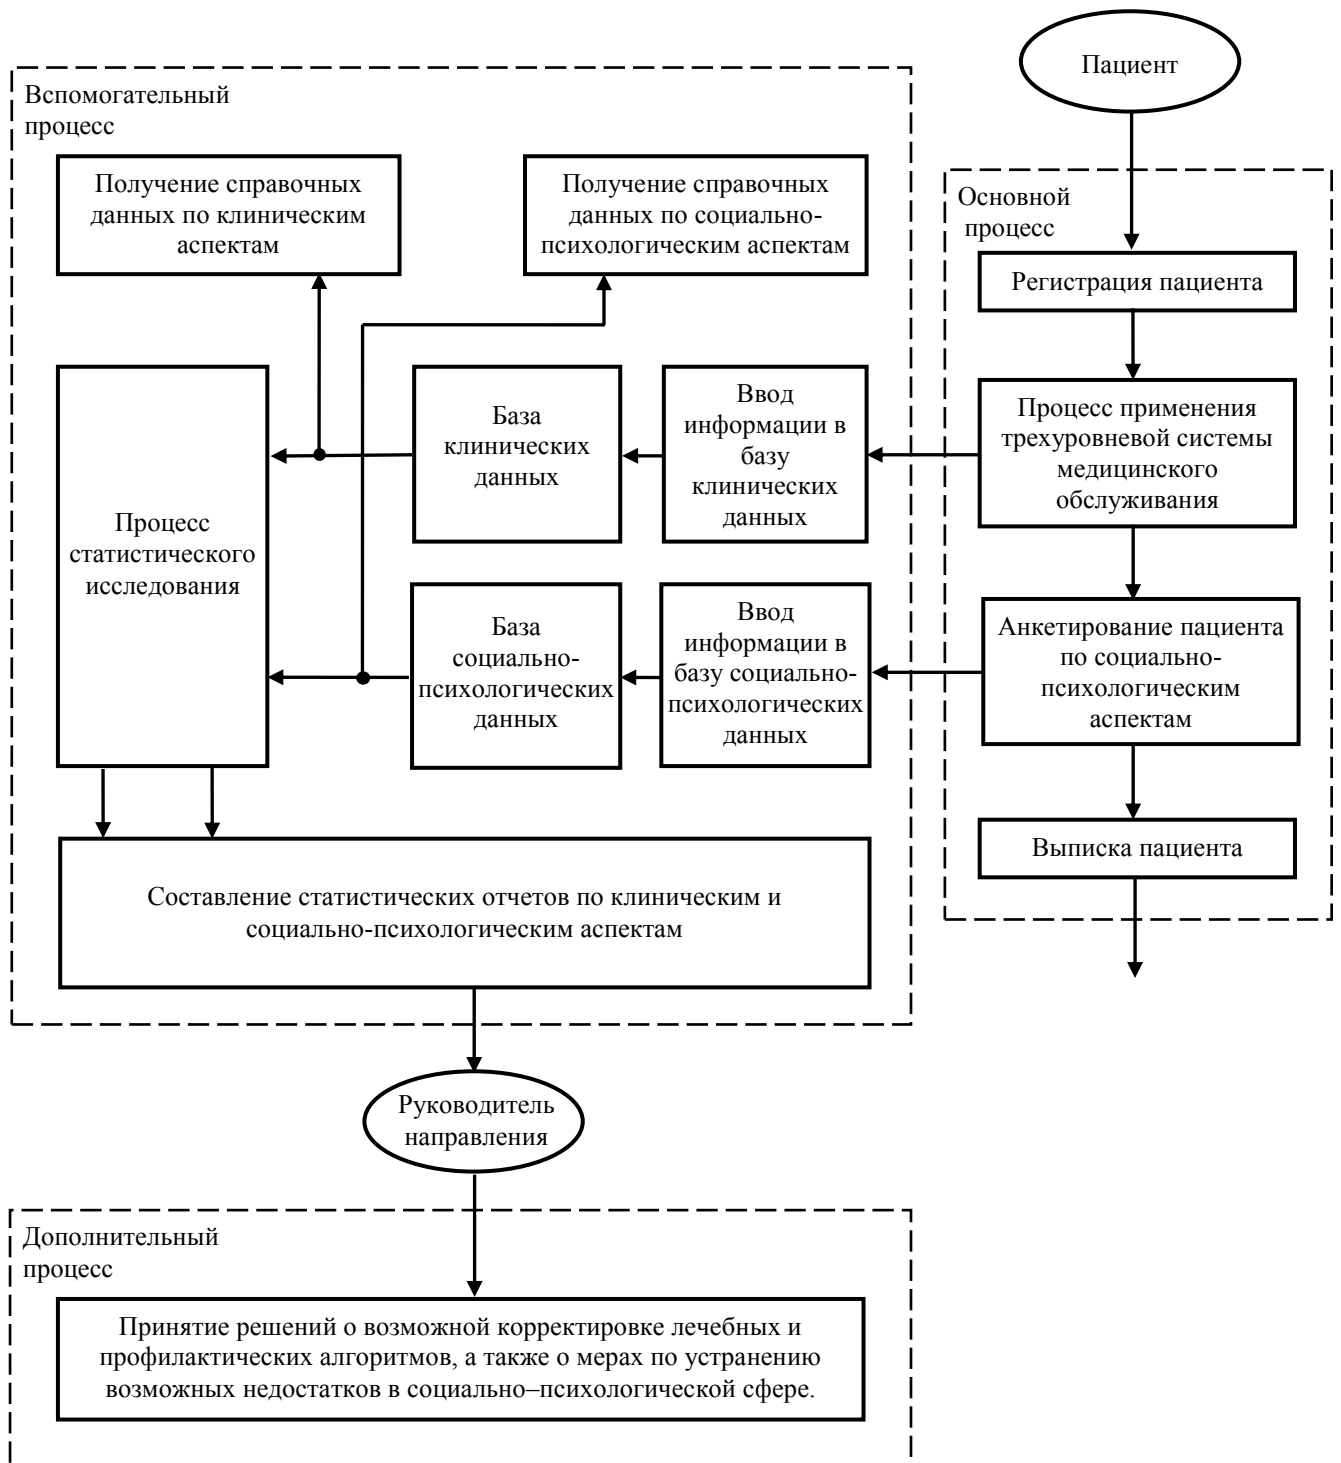 Пациент
Вспомогательный
процесс
Получение справочных
данных по клиническим
аспектам
Получение справочных
данных по социально-
психологическим аспектам
Основной
процесс
Регистрация пациента
Процесс применения
трехуровневой системы
медицинского
обслуживания
Ввод
информации в
базу
клинических
данных
База
клинических
данных
Процесс
статистического
исследования
Анкетирование пациента
по социально-
психологическим
аспектам
Ввод
информации в
базу социально-
психологических
данных
База
социально-
психологических
данных
Выписка пациента
Составление статистических отчетов по клиническим и
социально-психологическим аспектам
Руководитель
направления
Дополнительный
процесс
Принятие решений о возможной корректировке лечебных и
профилактических алгоритмов, а также о мерах по устранению
возможных недостатков в социально–психологической сфере.